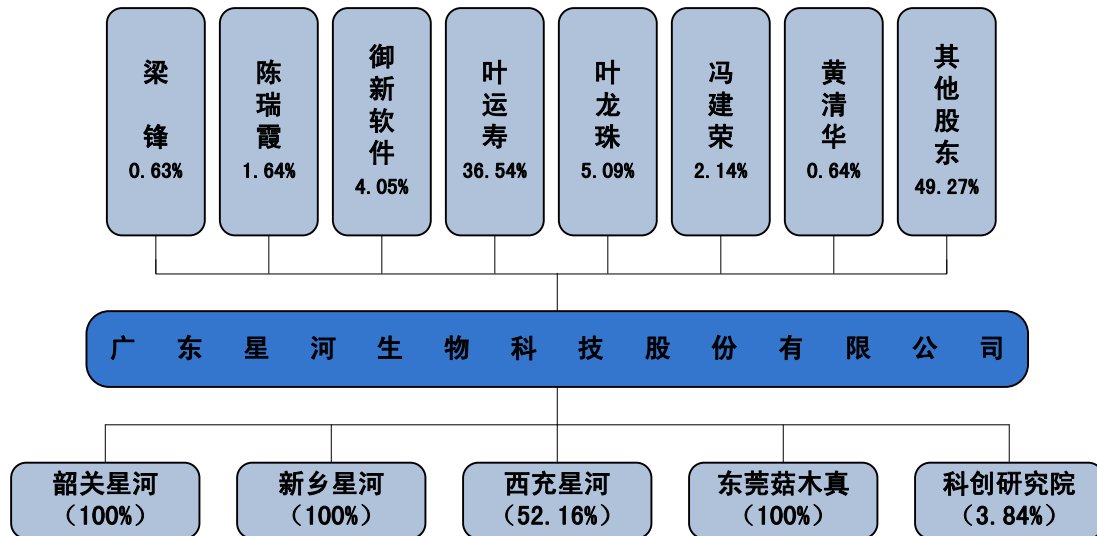 梁锋
0.63%
陈瑞霞
1.64%
御新软件
4.05%
叶运寿
36.54%
叶龙珠
5.09%
冯建荣
2.14%
黄清华
0.64%
其他股东
49.27%
广东星河生物科技股份有限公司
韶关星河
（100%）
新乡星河
（100%）
西充星河
（52.16%）
东莞菇木真
（100%）
科创研究院
（3.84%）